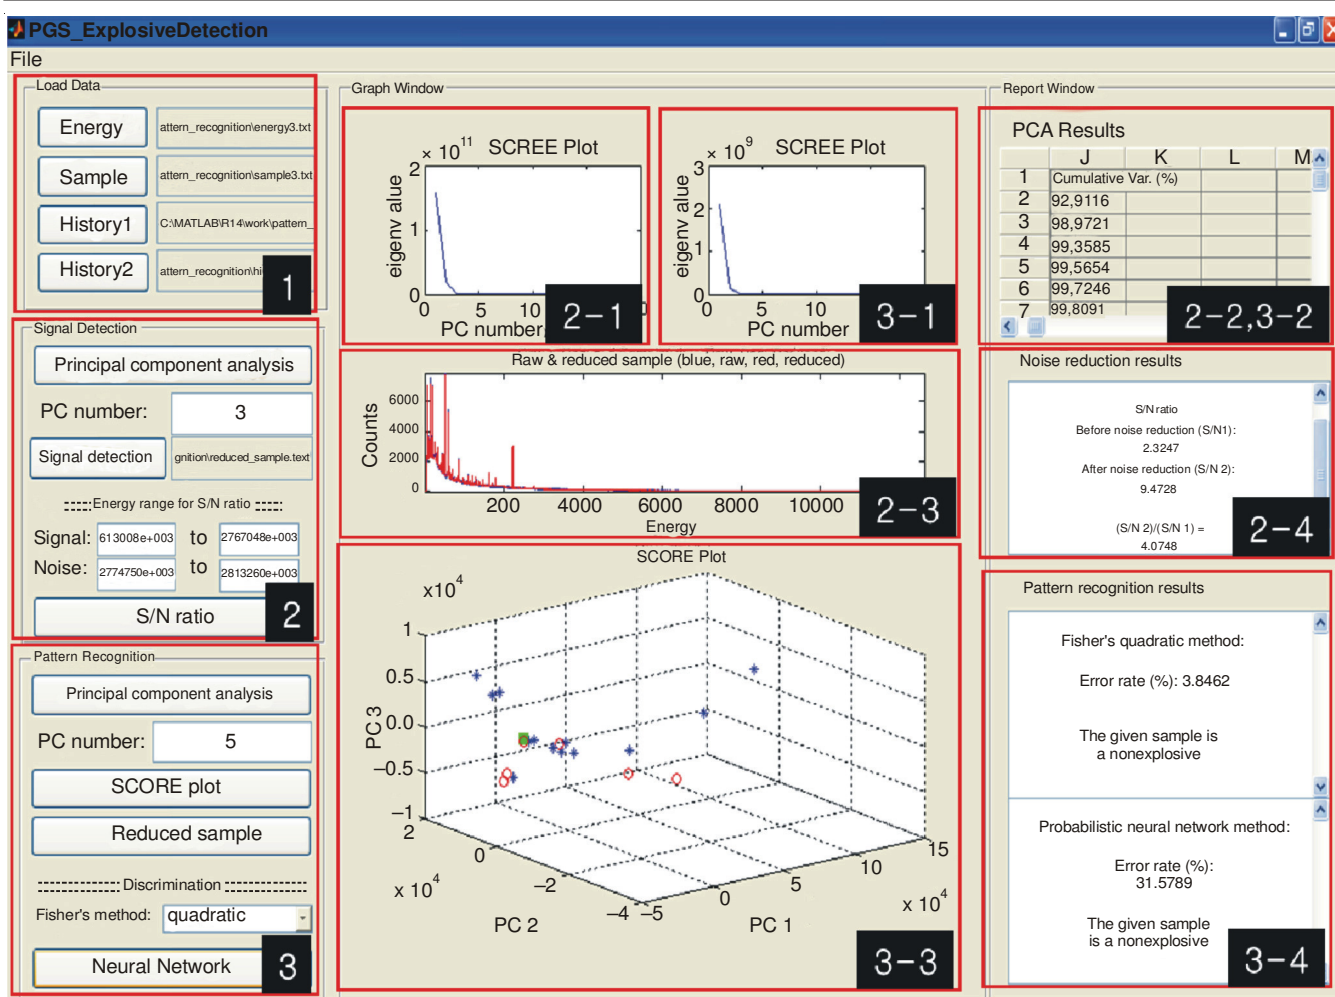 PGS_ExplosiveDetection
File
Load Data
Energy
attern_recognition\energy3.txt
Sample
attern_recognition\sample3.txt
History1
C:\MATLAB\R14\work\pattern_
History2
attern_recognition\hi
1
Signal Detection
Principal component analysis
PC number:
3
Signal detection
gnition\reduced_sample.text
Energy range for S/N ratio
Signal: 613008e+003 to 2767048e+003
Noise: 2774750e+003 to 2813260e+003
S/N ratio
2
Pattern Recognition
Principal component analysis
PC number:
5
SCORE plot
Reduced sample
Discrimination
Fisher's method: quadratic
Neural Network
3
Graph Window
× 10^11 SCREE Plot
eigenv alue
2
1
0
0 5 10
PC number
2-1
× 10^9 SCREE Plot
eigenv alue
3
2
1
0
0 5 10
PC number
3-1
Raw & reduced sample (blue, raw, red, reduced)
Counts
6000
4000
2000
0
200 4000 6000 8000 10000
Energy
2-3
SCORE Plot
x10^4
1
0.5
0.0
–0.5
–1
PC 3
2
0
–2
–4
x 10^4
PC 2
–5
0
5
10
15
x 10^4
PC 1
3-3
Report Window
PCA Results
J K L M
1 Cumulative Var. (%)
2 92,9116
3 98,9721
4 99,3585
5 99,5654
6 99,7246
7 99,8091
2-2,3-2
Noise reduction results
S/N ratio
Before noise reduction (S/N1):
2.3247
After noise reduction (S/N 2):
9.4728
(S/N 2)/(S/N 1) =
4.0748
2-4
Pattern recognition results
Fisher's quadratic method:
Error rate (%): 3.8462
The given sample is
a nonexplosive
Probabilistic neural network method:
Error rate (%):
31.5789
The given sample
is a nonexplosive
3-4